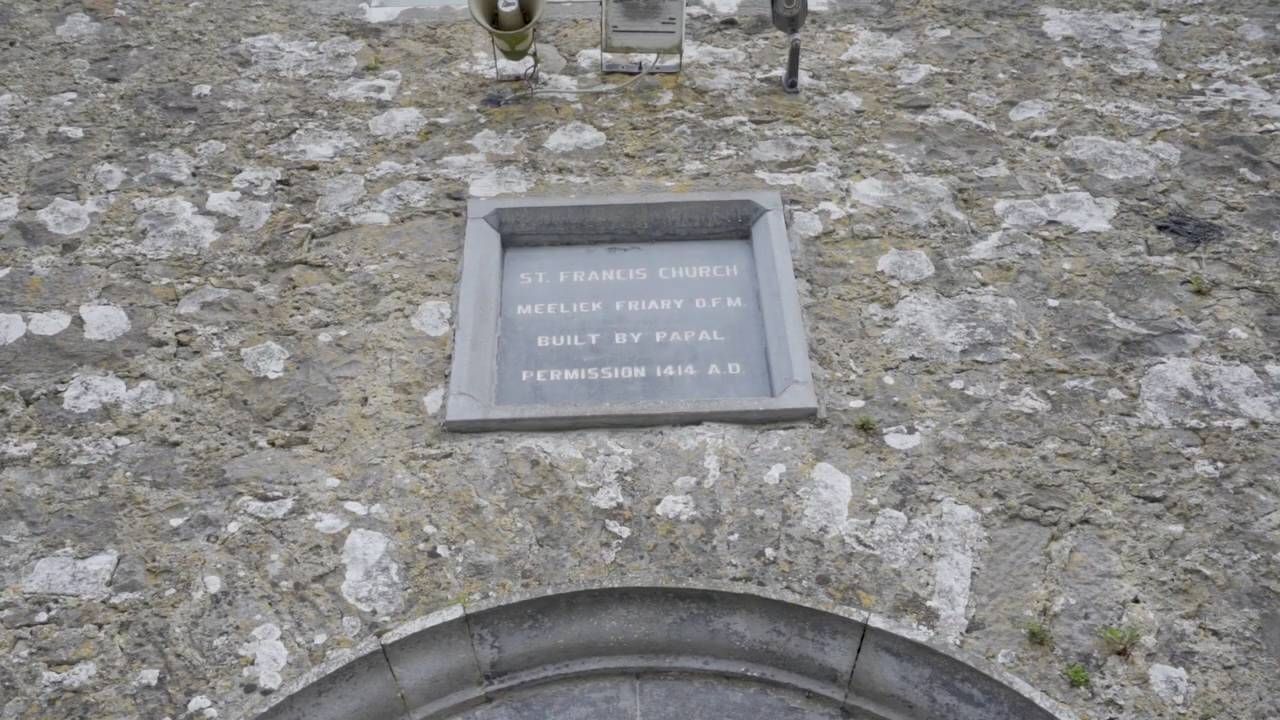 ST. FRANCIS CHURCH
MEELICK FRIARY O.F.M.
BUILT BY PAPAL
PERMISSION 1414 A.D.